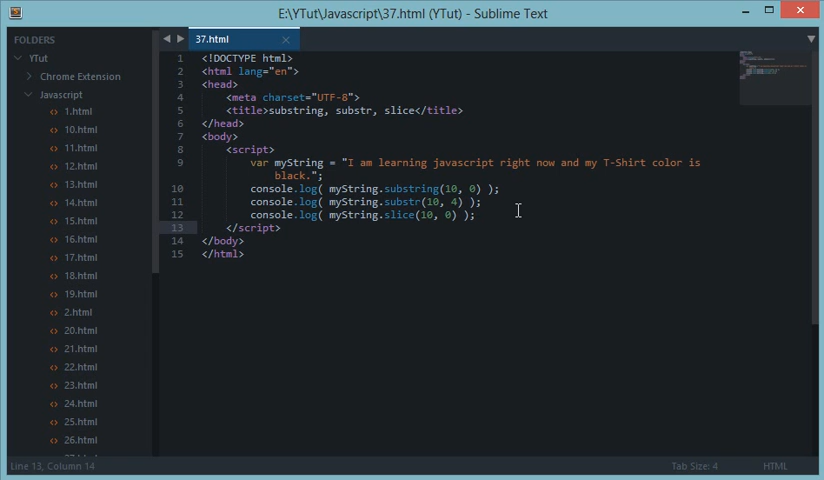 E:\YTut\Javascript\37.html (YTut) - Sublime Text
FOLDERS
YTut
Chrome Extension
Javascript
1.html
10.html
11.html
12.html
13.html
14.html
15.html
16.html
17.html
18.html
19.html
2.html
20.html
21.html
22.html
23.html
24.html
25.html
26.html
37.html
1 <!DOCTYPE html>
2 <html lang="en">
3 <head>
4 <meta charset="UTF-8">
5 <title>substring, substr, slice</title>
6 </head>
7 <body>
8 <script>
9 var myString = "I am learning javascript right now and my T-Shirt color is
black.";
10 console.log( myString.substring(10, 0) );
11 console.log( myString.substr(10, 4) );
12 console.log( myString.slice(10, 0) );
13 </script>
14 </body>
15 </html>
Line 13, Column 14
Tab Size: 4
HTML